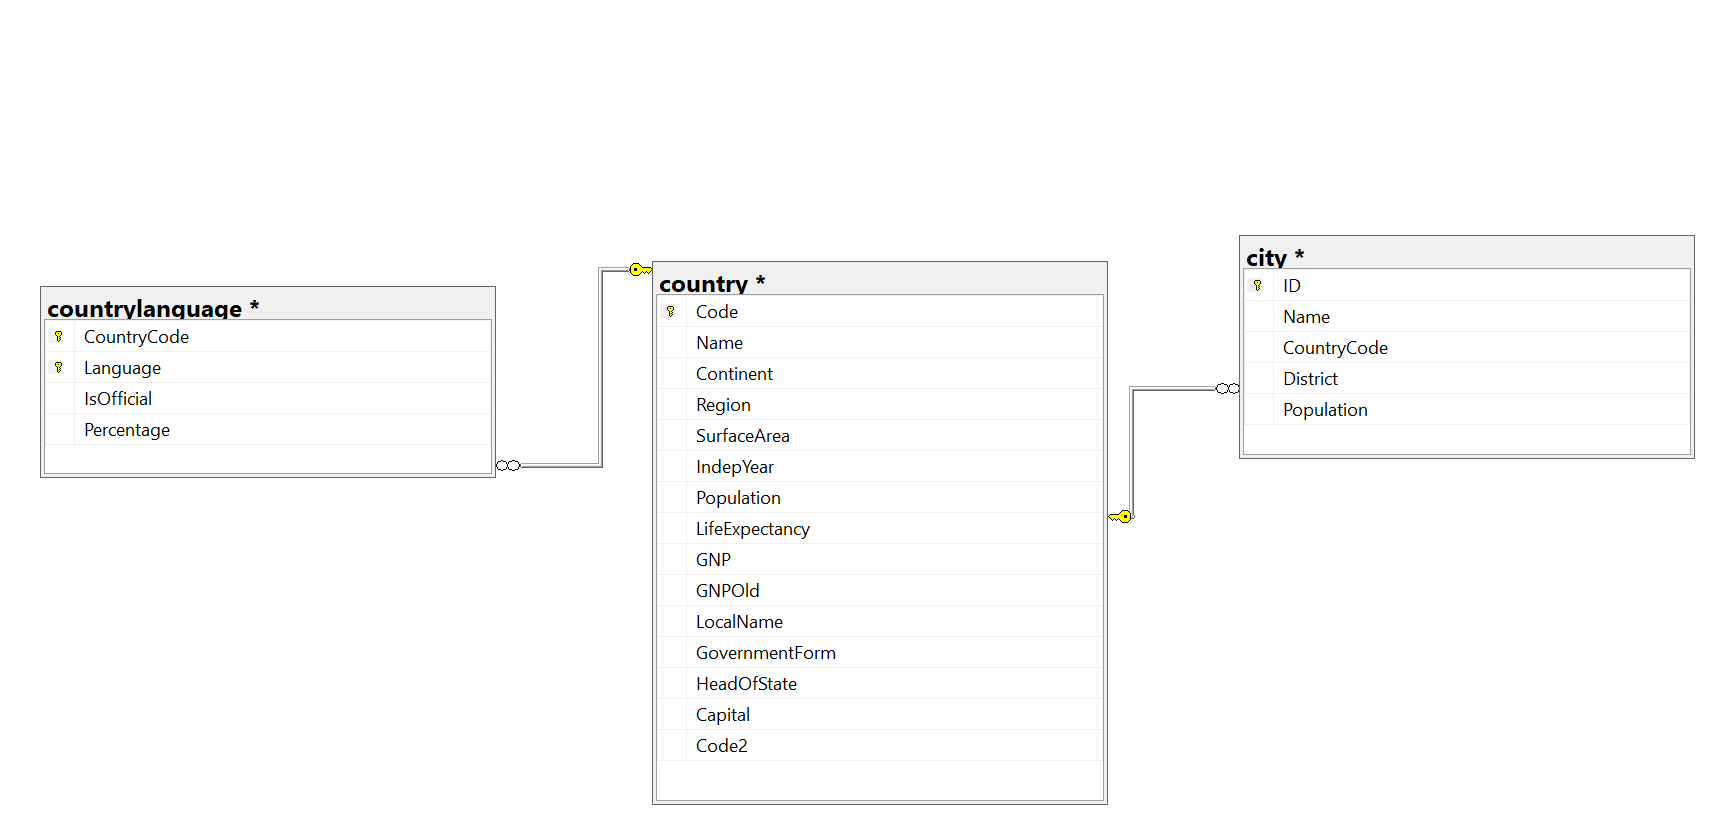 countrylanguage *
CountryCode
Language
IsOfficial
Percentage
country *
Code
Name
Continent
Region
SurfaceArea
IndepYear
Population
LifeExpectancy
GNP
GNPOld
LocalName
GovernmentForm
HeadOfState
Capital
Code2
city *
ID
Name
CountryCode
District
Population